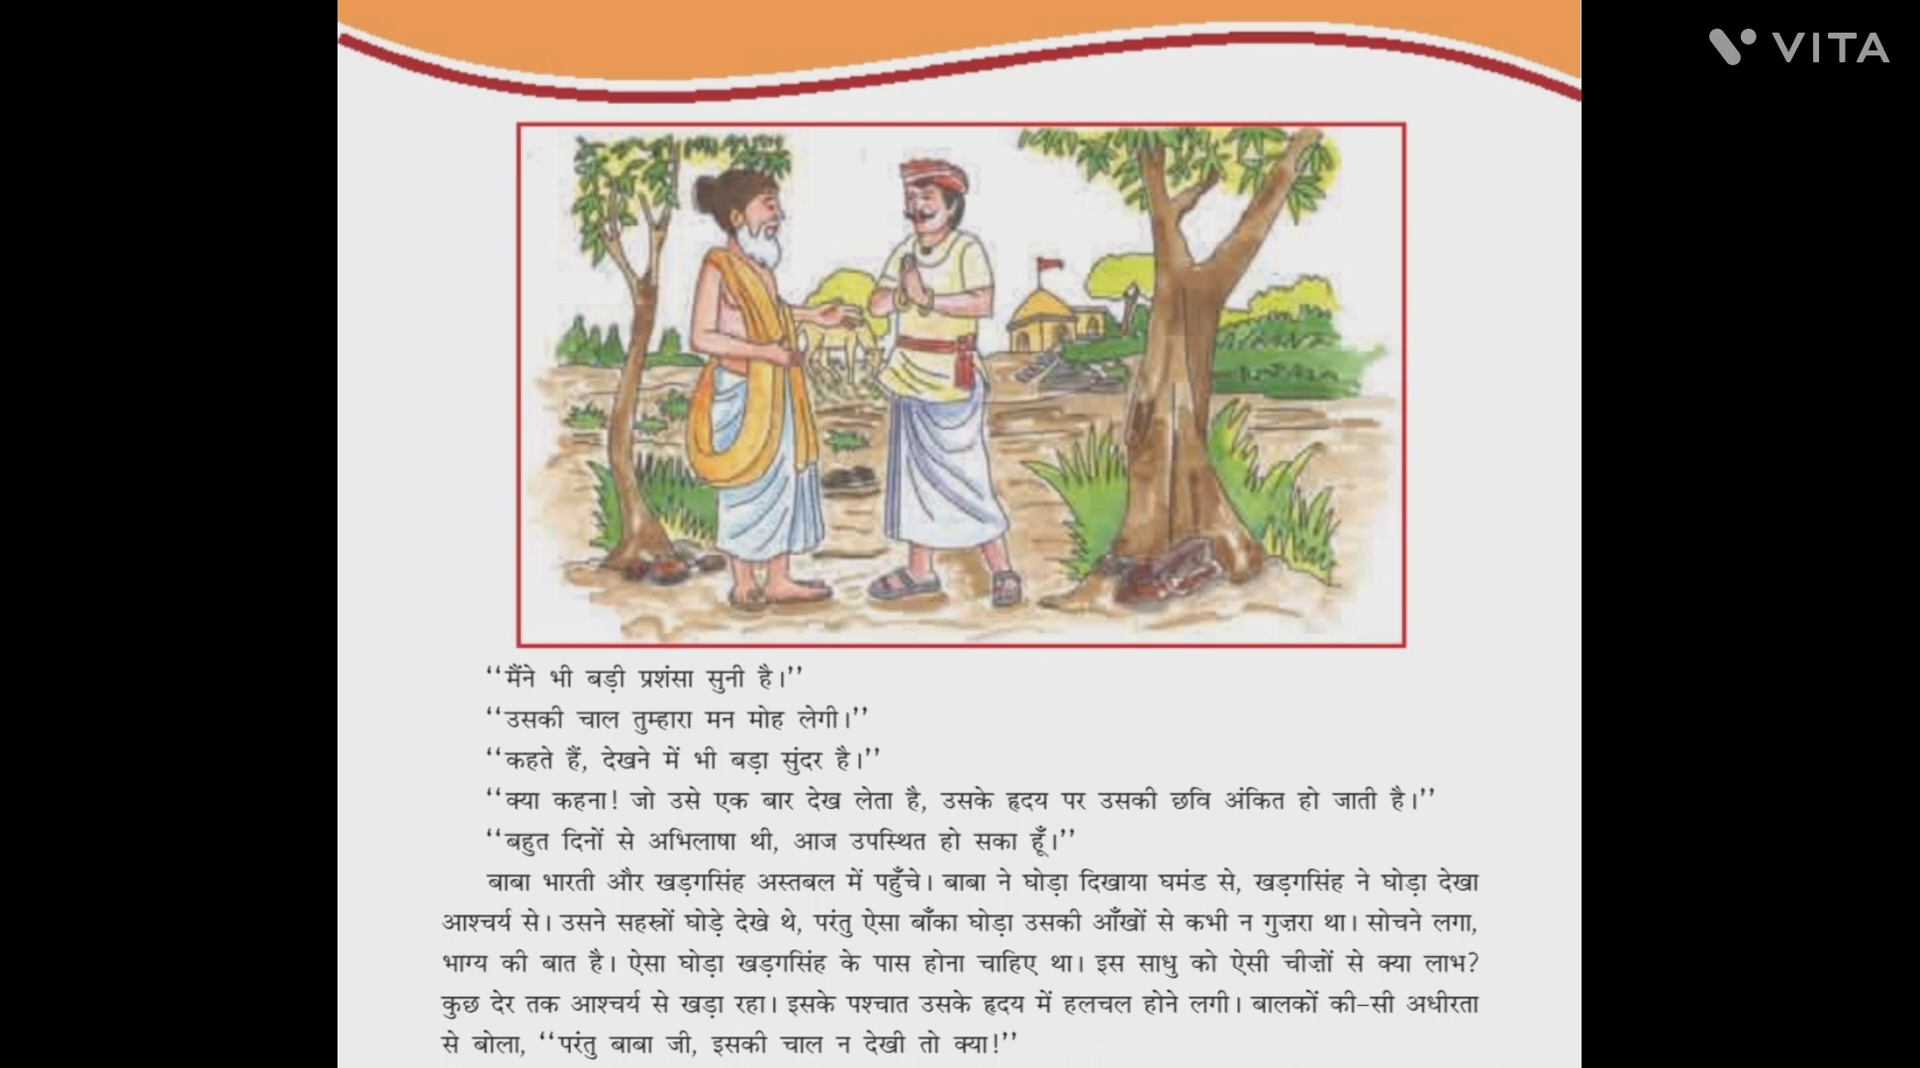 VITA
‘‘मैंने भी बड़ी प्रशंसा सुनी है।’’
‘‘उसकी चाल तुम्हारा मन मोह लेगी।’’
‘‘कहते हैं, देखने में भी बड़ा सुंदर है।’’
‘‘क्या कहना! जो उसे एक बार देख लेता है, उसके हृदय पर उसकी छवि अंकित हो जाती है।’’
‘‘बहुत दिनों से अभिलाषा थी, आज उपस्थित हो सका हूँ।’’
बाबा भारती और खड़गसिंह अस्तबल में पहुँचे। बाबा ने घोड़ा दिखाया घमंड से, खड़गसिंह ने घोड़ा देखा
आश्चर्य से। उसने सहस्रों घोड़े देखे थे, परंतु ऐसा बाँका घोड़ा उसकी आँखों से कभी न गुज़रा था। सोचने लगा,
भाग्य की बात है। ऐसा घोड़ा खड़गसिंह के पास होना चाहिए था। इस साधु को ऐसी चीज़ों से क्या लाभ?
कुछ देर तक आश्चर्य से खड़ा रहा। इसके पश्चात उसके हृदय में हलचल होने लगी। बालकों की-सी अधीरता
से बोला, ‘‘परंतु बाबा जी, इसकी चाल न देखी तो क्या!’’